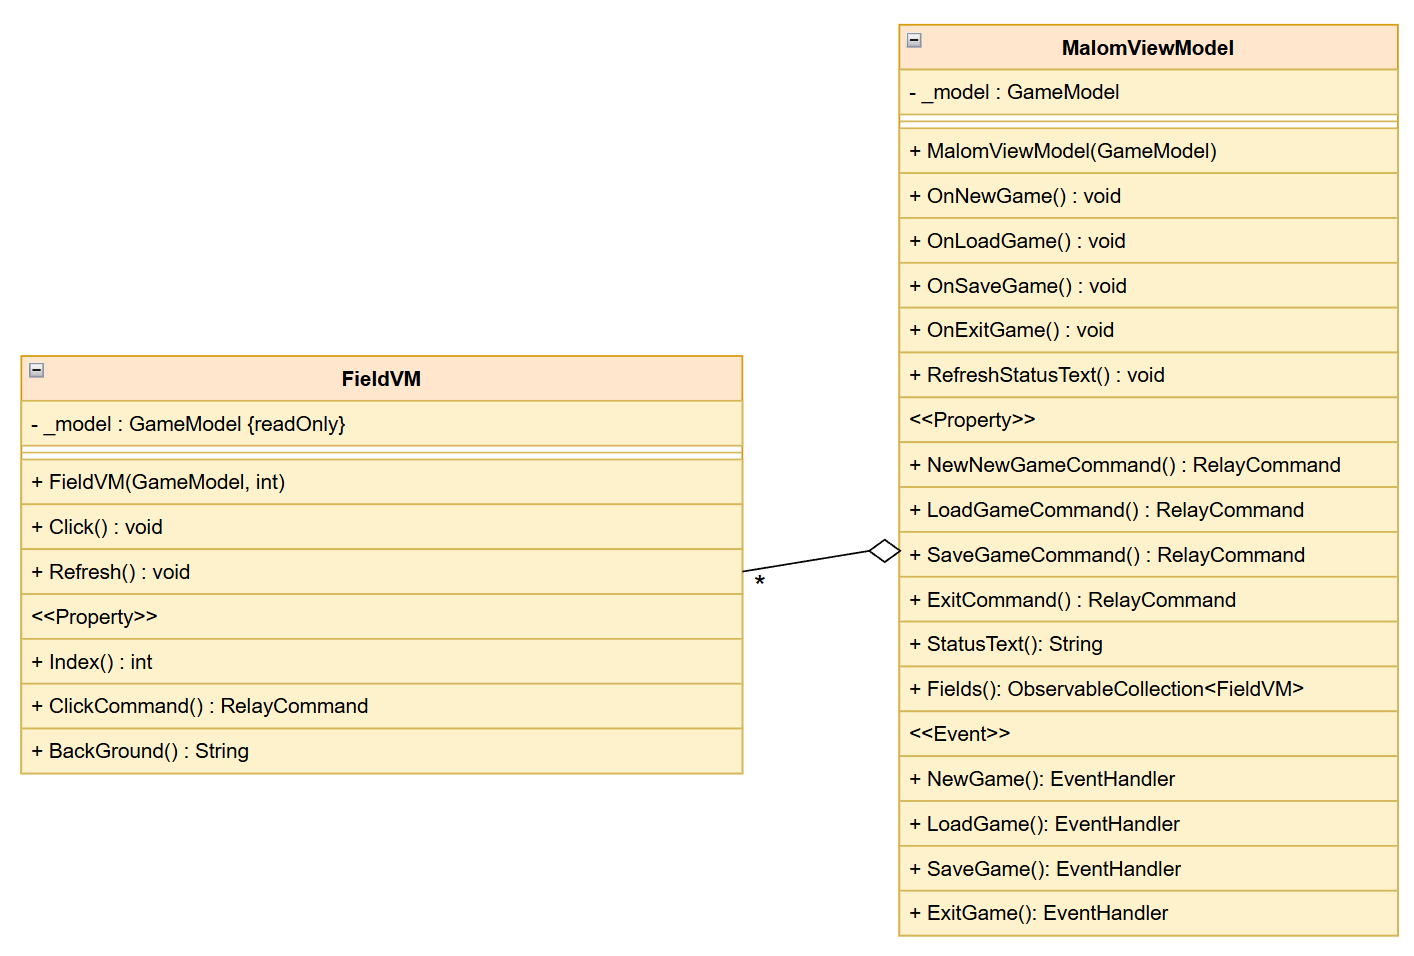 FieldVM
- _model : GameModel {readOnly}
+ FieldVM(GameModel, int)
+ Click() : void
+ Refresh() : void
<<Property>>
+ Index() : int
+ ClickCommand() : RelayCommand
+ BackGround() : String
*
MalomViewModel
- _model : GameModel
+ MalomViewModel(GameModel)
+ OnNewGame() : void
+ OnLoadGame() : void
+ OnSaveGame() : void
+ OnExitGame() : void
+ RefreshStatusText() : void
<<Property>>
+ NewNewGameCommand() : RelayCommand
+ LoadGameCommand() : RelayCommand
+ SaveGameCommand() : RelayCommand
+ ExitCommand() : RelayCommand
+ StatusText(): String
+ Fields(): ObservableCollection<FieldVM>
<<Event>>
+ NewGame(): EventHandler
+ LoadGame(): EventHandler
+ SaveGame(): EventHandler
+ ExitGame(): EventHandler